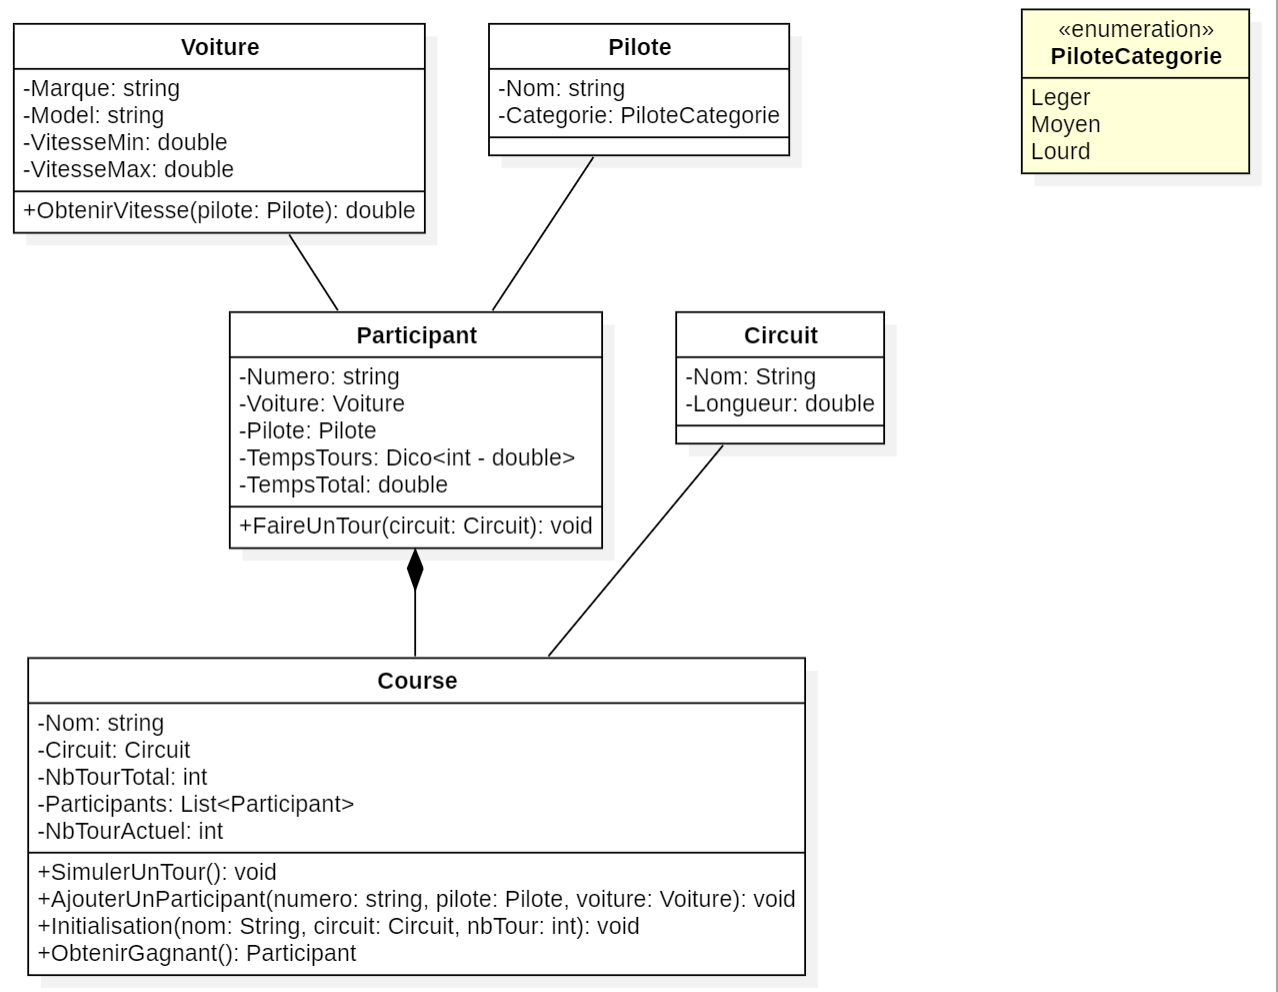 Voiture
-Marque: string
-Model: string
-VitesseMin: double
-VitesseMax: double
+ObtenirVitesse(pilote: Pilote): double
Pilote
-Nom: string
-Categorie: PiloteCategorie
«enumeration»
PiloteCategorie
Leger
Moyen
Lourd
Participant
-Numero: string
-Voiture: Voiture
-Pilote: Pilote
-TempsTours: Dico<int - double>
-TempsTotal: double
+FaireUnTour(circuit: Circuit): void
Circuit
-Nom: String
-Longueur: double
Course
-Nom: string
-Circuit: Circuit
-NbTourTotal: int
-Participants: List<Participant>
-NbTourActuel: int
+SimulerUnTour(): void
+AjouterUnParticipant(numero: string, pilote: Pilote, voiture: Voiture): void
+Initialisation(nom: String, circuit: Circuit, nbTour: int): void
+ObtenirGagnant(): Participant